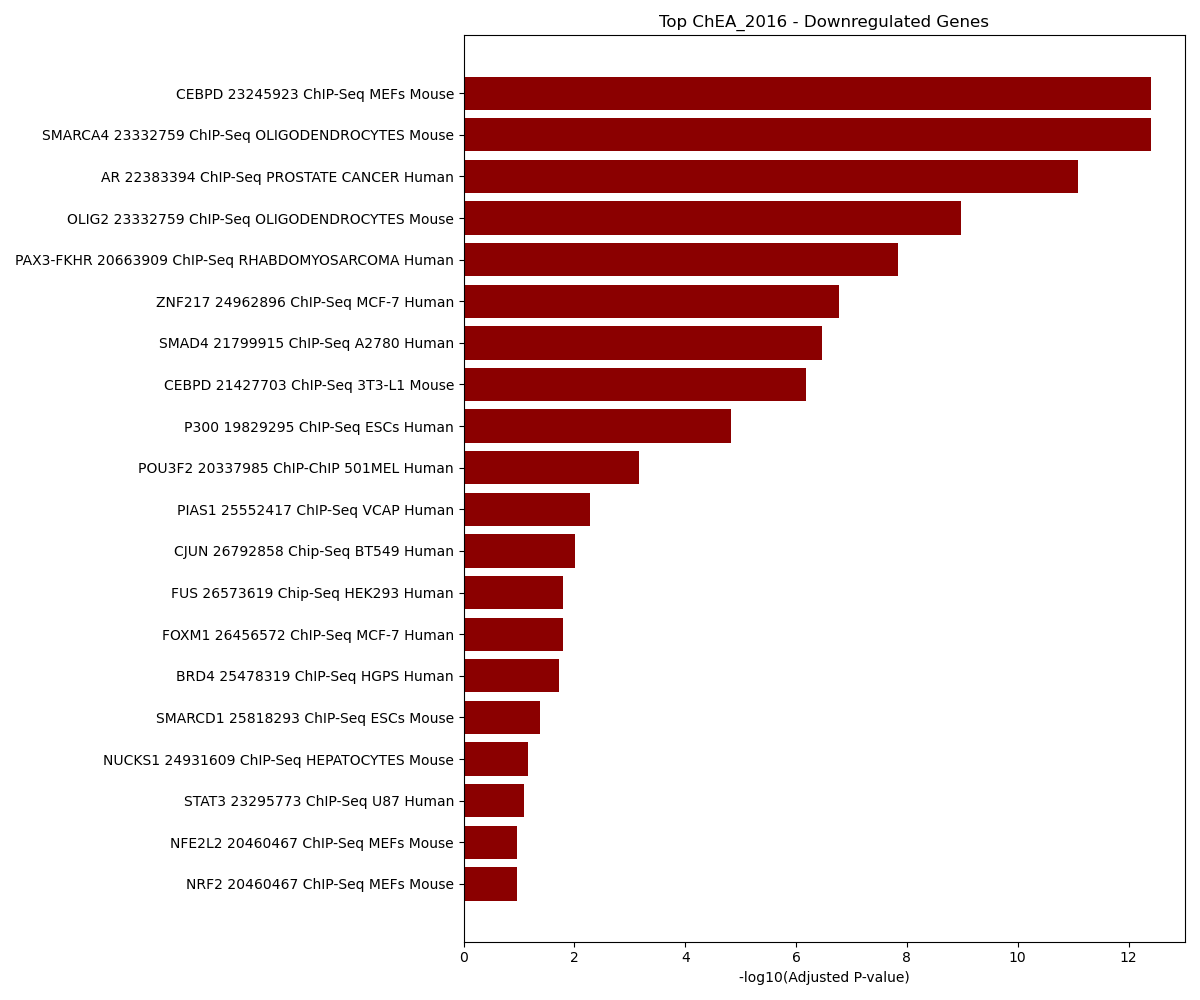 Top ChEA_2016 - Downregulated Genes
CEBPD 23245923 ChIP-Seq MEFs Mouse
SMARCA4 23332759 ChIP-Seq OLIGODENDROCYTES Mouse
AR 22383394 ChIP-Seq PROSTATE CANCER Human
OLIG2 23332759 ChIP-Seq OLIGODENDROCYTES Mouse
PAX3-FKHR 20663909 ChIP-Seq RHABDOMYOSARCOMA Human
ZNF217 24962896 ChIP-Seq MCF-7 Human
SMAD4 21799915 ChIP-Seq A2780 Human
CEBPD 21427703 ChIP-Seq 3T3-L1 Mouse
P300 19829295 ChIP-Seq ESCs Human
POU3F2 20337985 ChIP-ChIP 501MEL Human
PIAS1 25552417 ChIP-Seq VCAP Human
CJUN 26792858 Chip-Seq BT549 Human
FUS 26573619 Chip-Seq HEK293 Human
FOXM1 26456572 ChIP-Seq MCF-7 Human
BRD4 25478319 ChIP-Seq HGPS Human
SMARCD1 25818293 ChIP-Seq ESCs Mouse
NUCKS1 24931609 ChIP-Seq HEPATOCYTES Mouse
STAT3 23295773 ChIP-Seq U87 Human
NFE2L2 20460467 ChIP-Seq MEFs Mouse
NRF2 20460467 ChIP-Seq MEFs Mouse
0 2 4 6 8 10 12
-log10(Adjusted P-value)